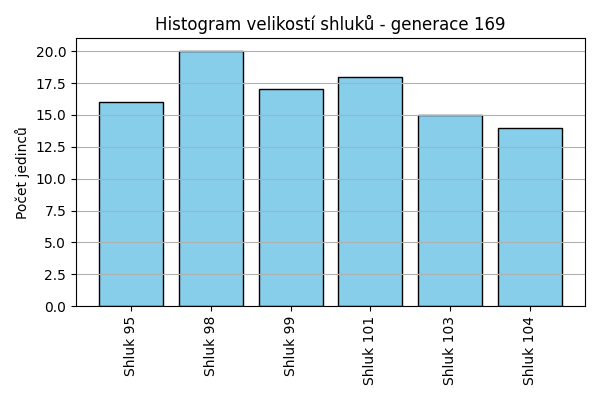 Histogram velikostí shluků - generace 169
Počet jedinců
20.0
17.5
15.0
12.5
10.0
7.5
5.0
2.5
0.0
Shluk 95
Shluk 98
Shluk 99
Shluk 101
Shluk 103
Shluk 104